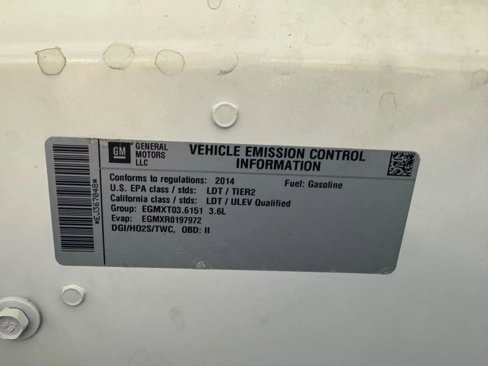 GM GENERAL MOTORS LLC
VEHICLE EMISSION CONTROL INFORMATION
Conforms to regulations: 2014 Fuel: Gasoline
U.S. EPA class / stds: LDT / TIER2
California class / stds: LDT / ULEV Qualified
Group: EGMXT03.6151 3.6L
Evap: EGMXR0197972
DGI/HO2S/TWC, OBD: II
*EJ367048*